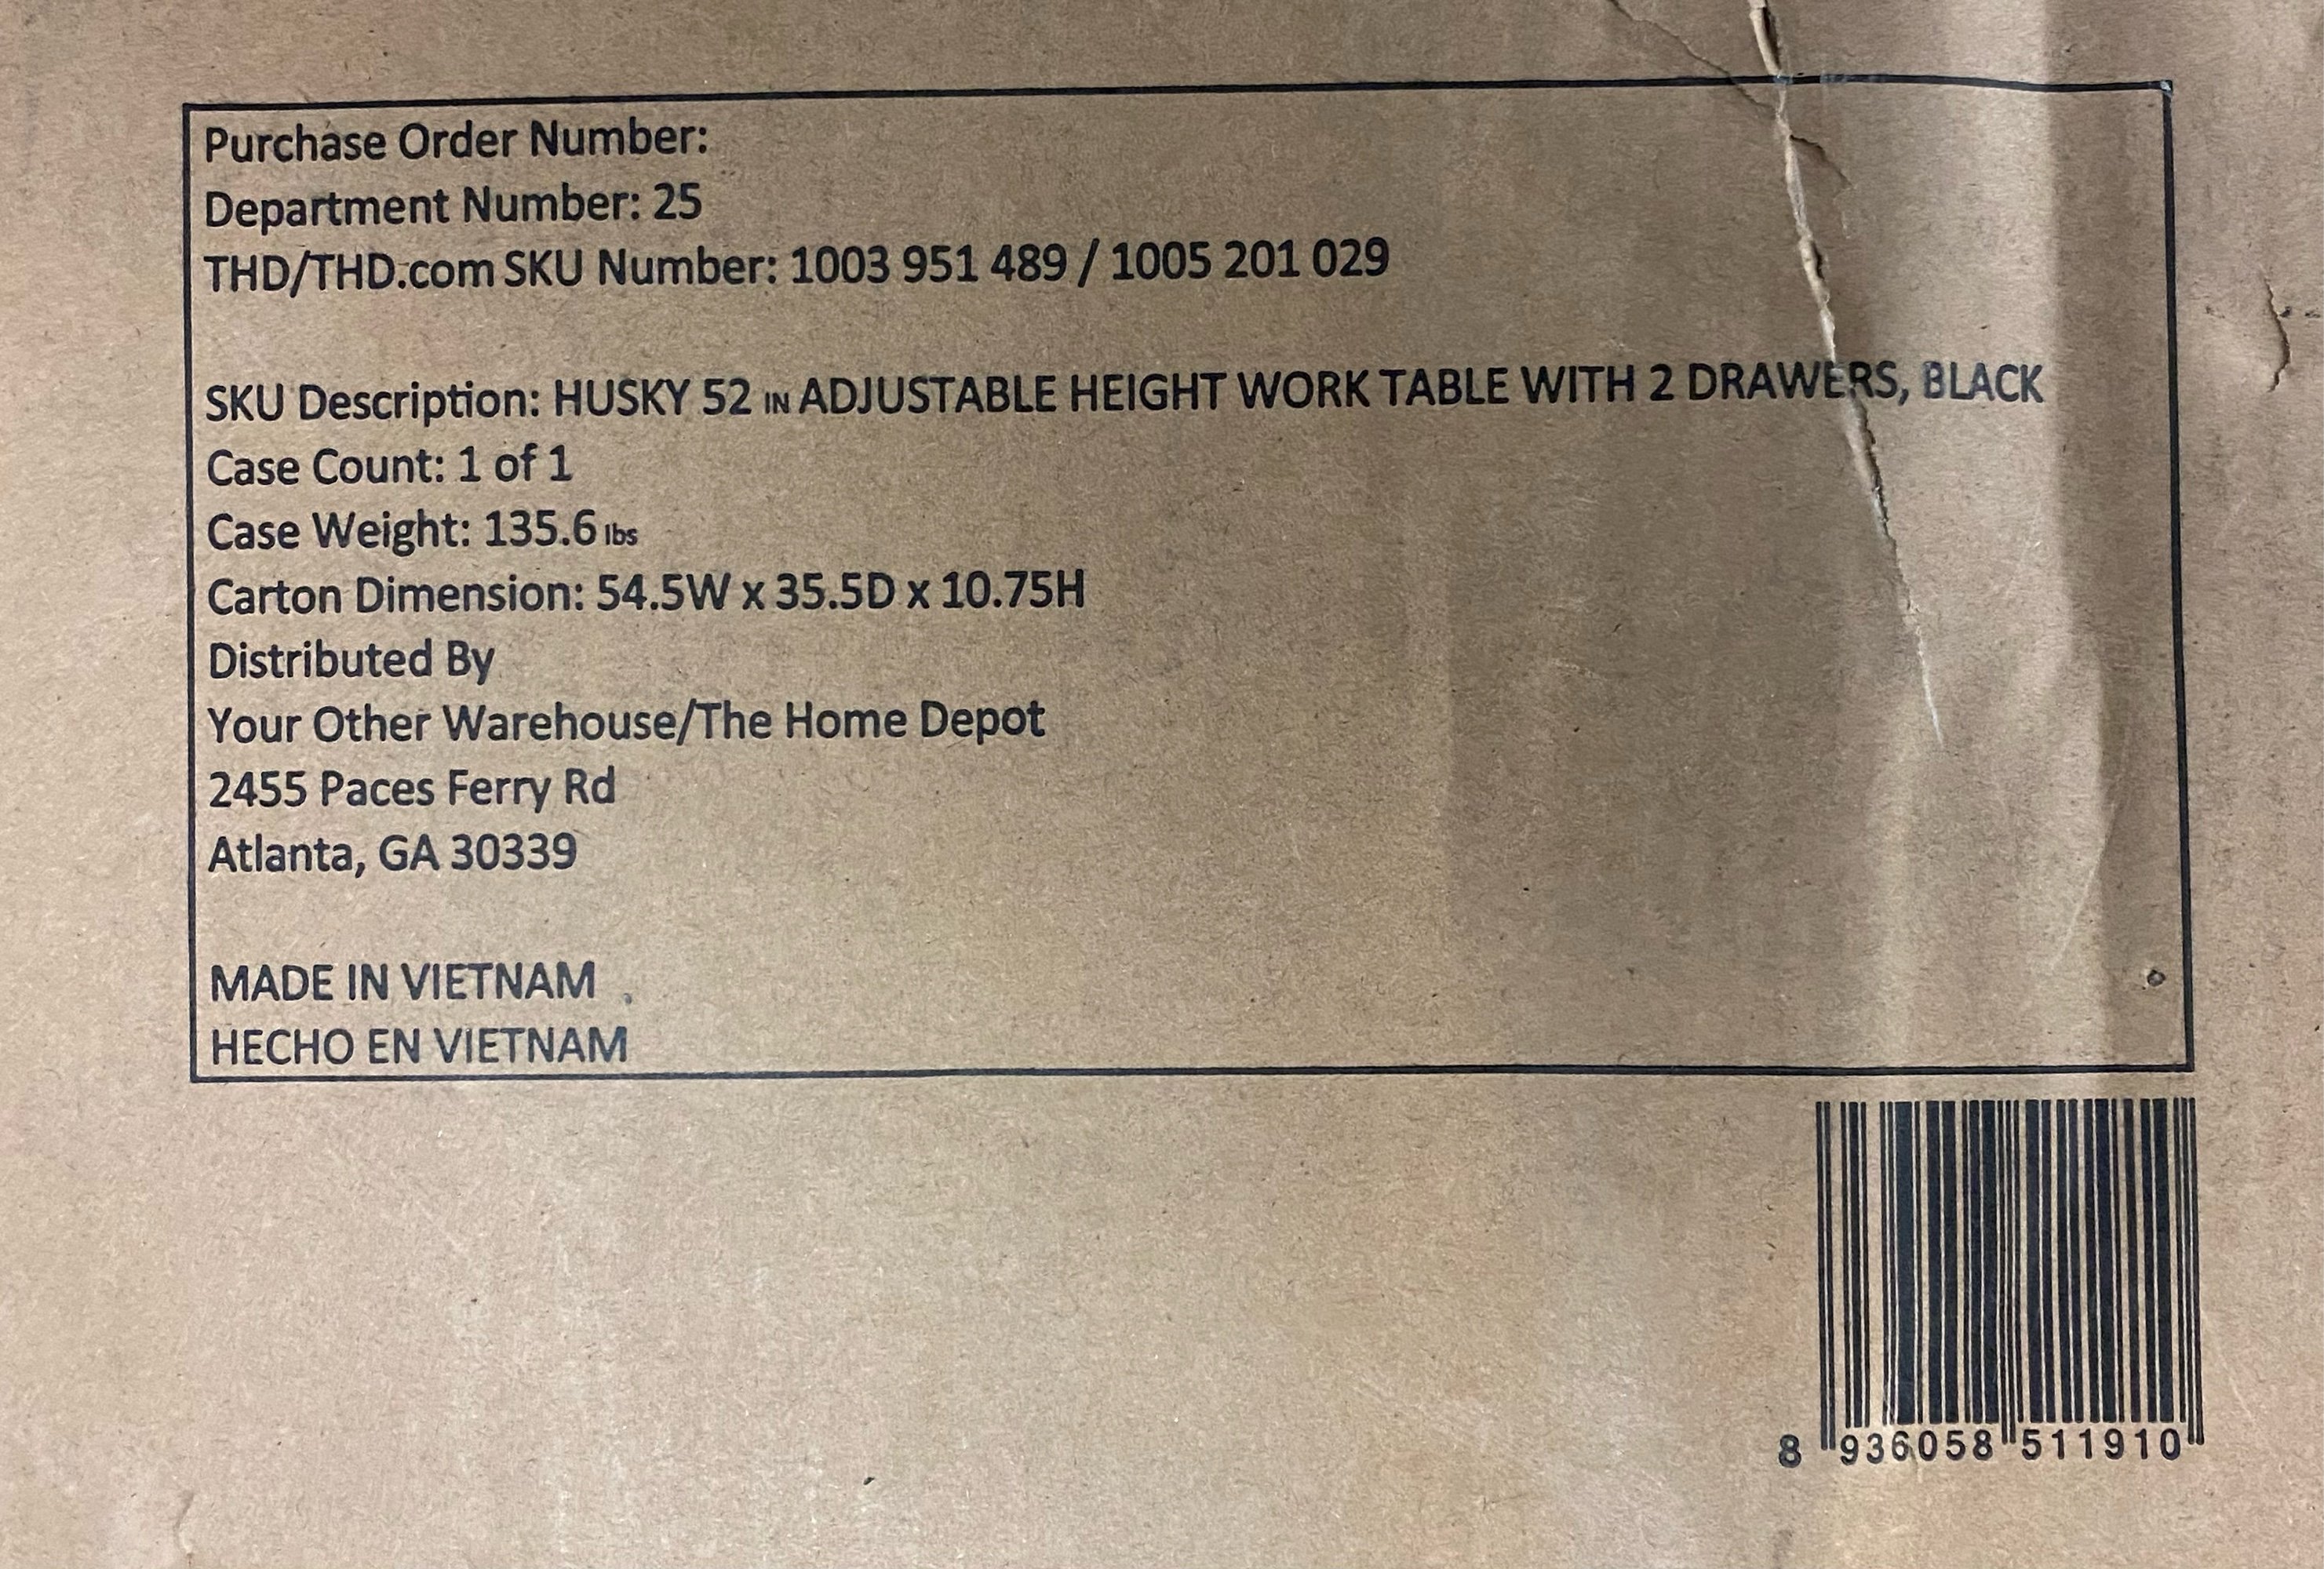 Purchase Order Number:
Department Number: 25
THD/THD.com SKU Number: 1003 951 489 / 1005 201 029
SKU Description: HUSKY 52 IN ADJUSTABLE HEIGHT WORK TABLE WITH 2 DRAWERS, BLACK
Case Count: 1 of 1
Case Weight: 135.6 lbs
Carton Dimension: 54.5W x 35.5D x 10.75H
Distributed By
Your Other Warehouse/The Home Depot
2455 Paces Ferry Rd
Atlanta, GA 30339
MADE IN VIETNAM
HECHO EN VIETNAM
8 936058 511910